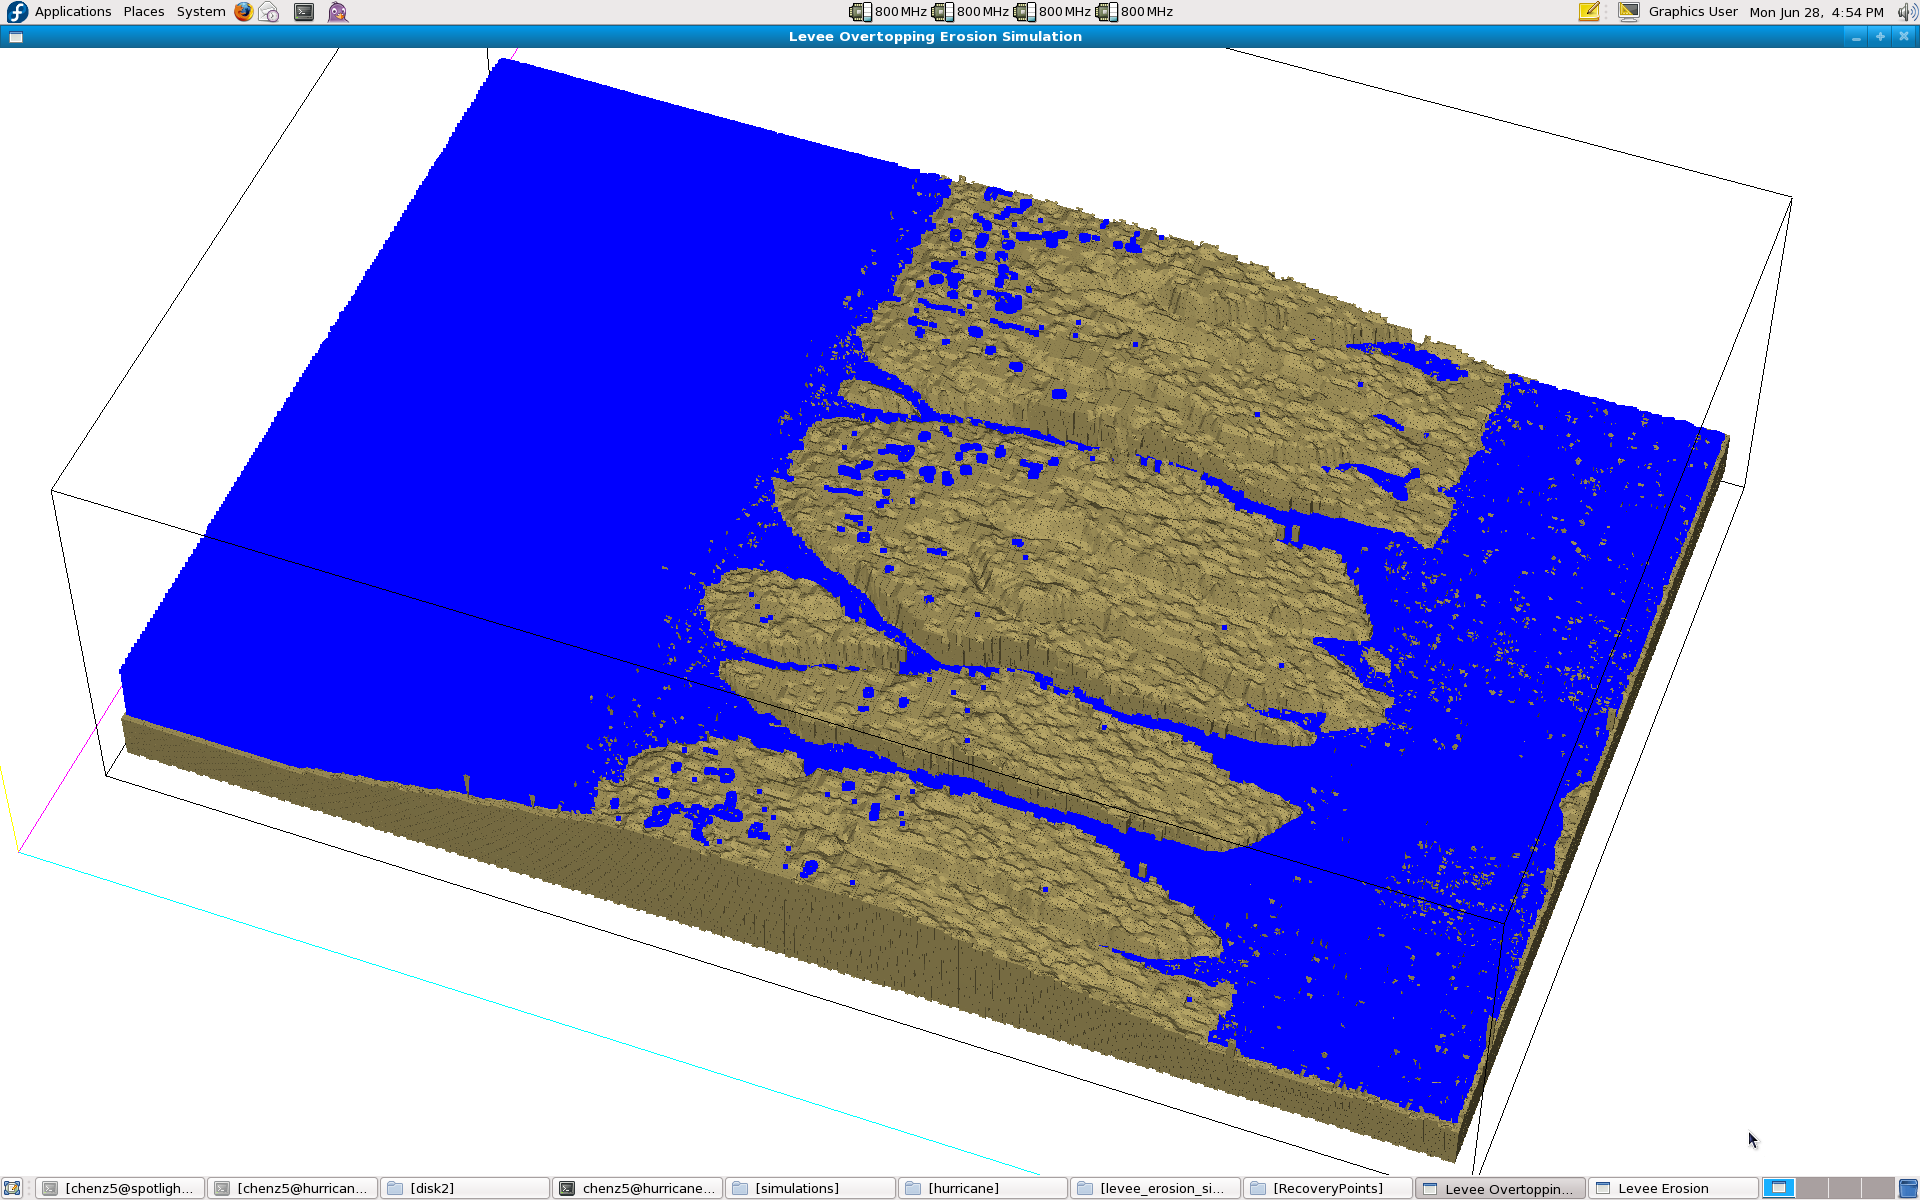 Applications Places System 800 MHz 800 MHz 800 MHz 800 MHz Graphics User Mon Jun 28, 4:54 PM
Levee Overtopping Erosion Simulation
[chenz5@spotligh... [chenz5@hurrican... [disk2] chenz5@hurricane... [simulations] [hurricane] [levee_erosion_si... [RecoveryPoints] Levee Overtoppin... Levee Erosion